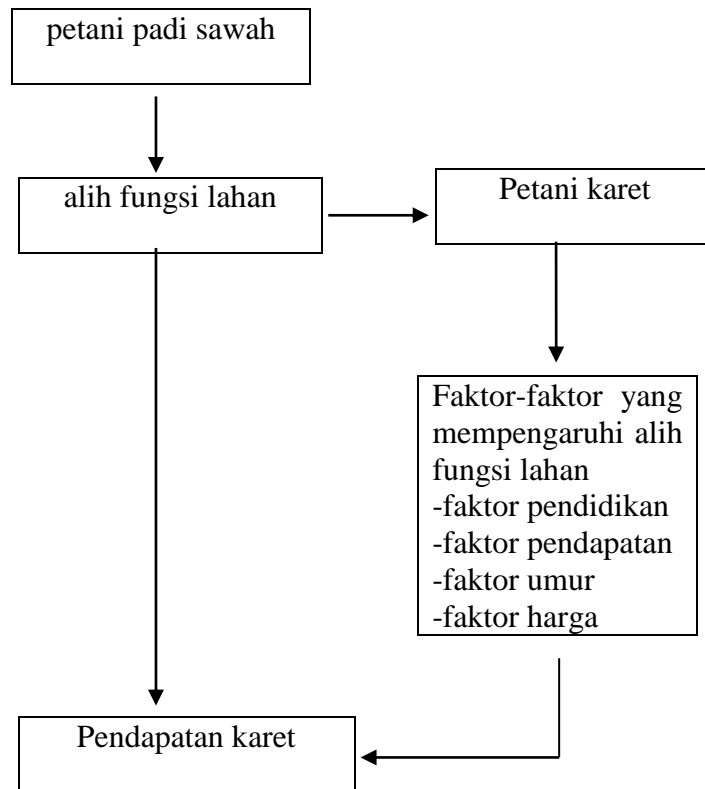 petani padi sawah
alih fungsi lahan
Petani karet
Faktor-faktor yang
mempengaruhi alih
fungsi lahan
-faktor pendidikan
-faktor pendapatan
-faktor umur
-faktor harga
Pendapatan karet